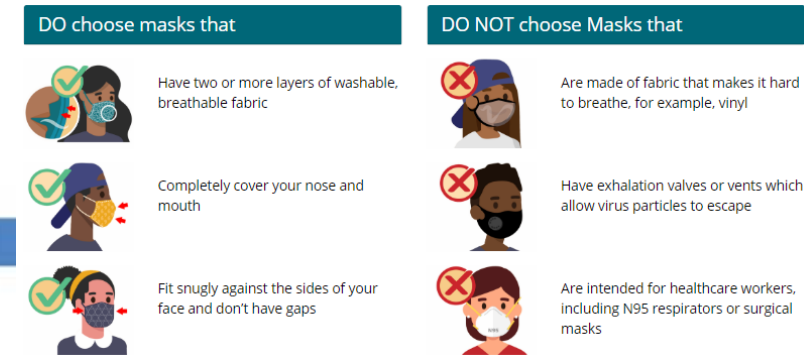 DO choose masks that
Have two or more layers of washable,
breathable fabric
Completely cover your nose and
mouth
Fit snugly against the sides of your
face and don't have gaps
DO NOT choose Masks that
Are made of fabric that makes it hard
to breathe, for example, vinyl
Have exhalation valves or vents which
allow virus particles to escape
Are intended for healthcare workers,
including N95 respirators or surgical
masks
N95